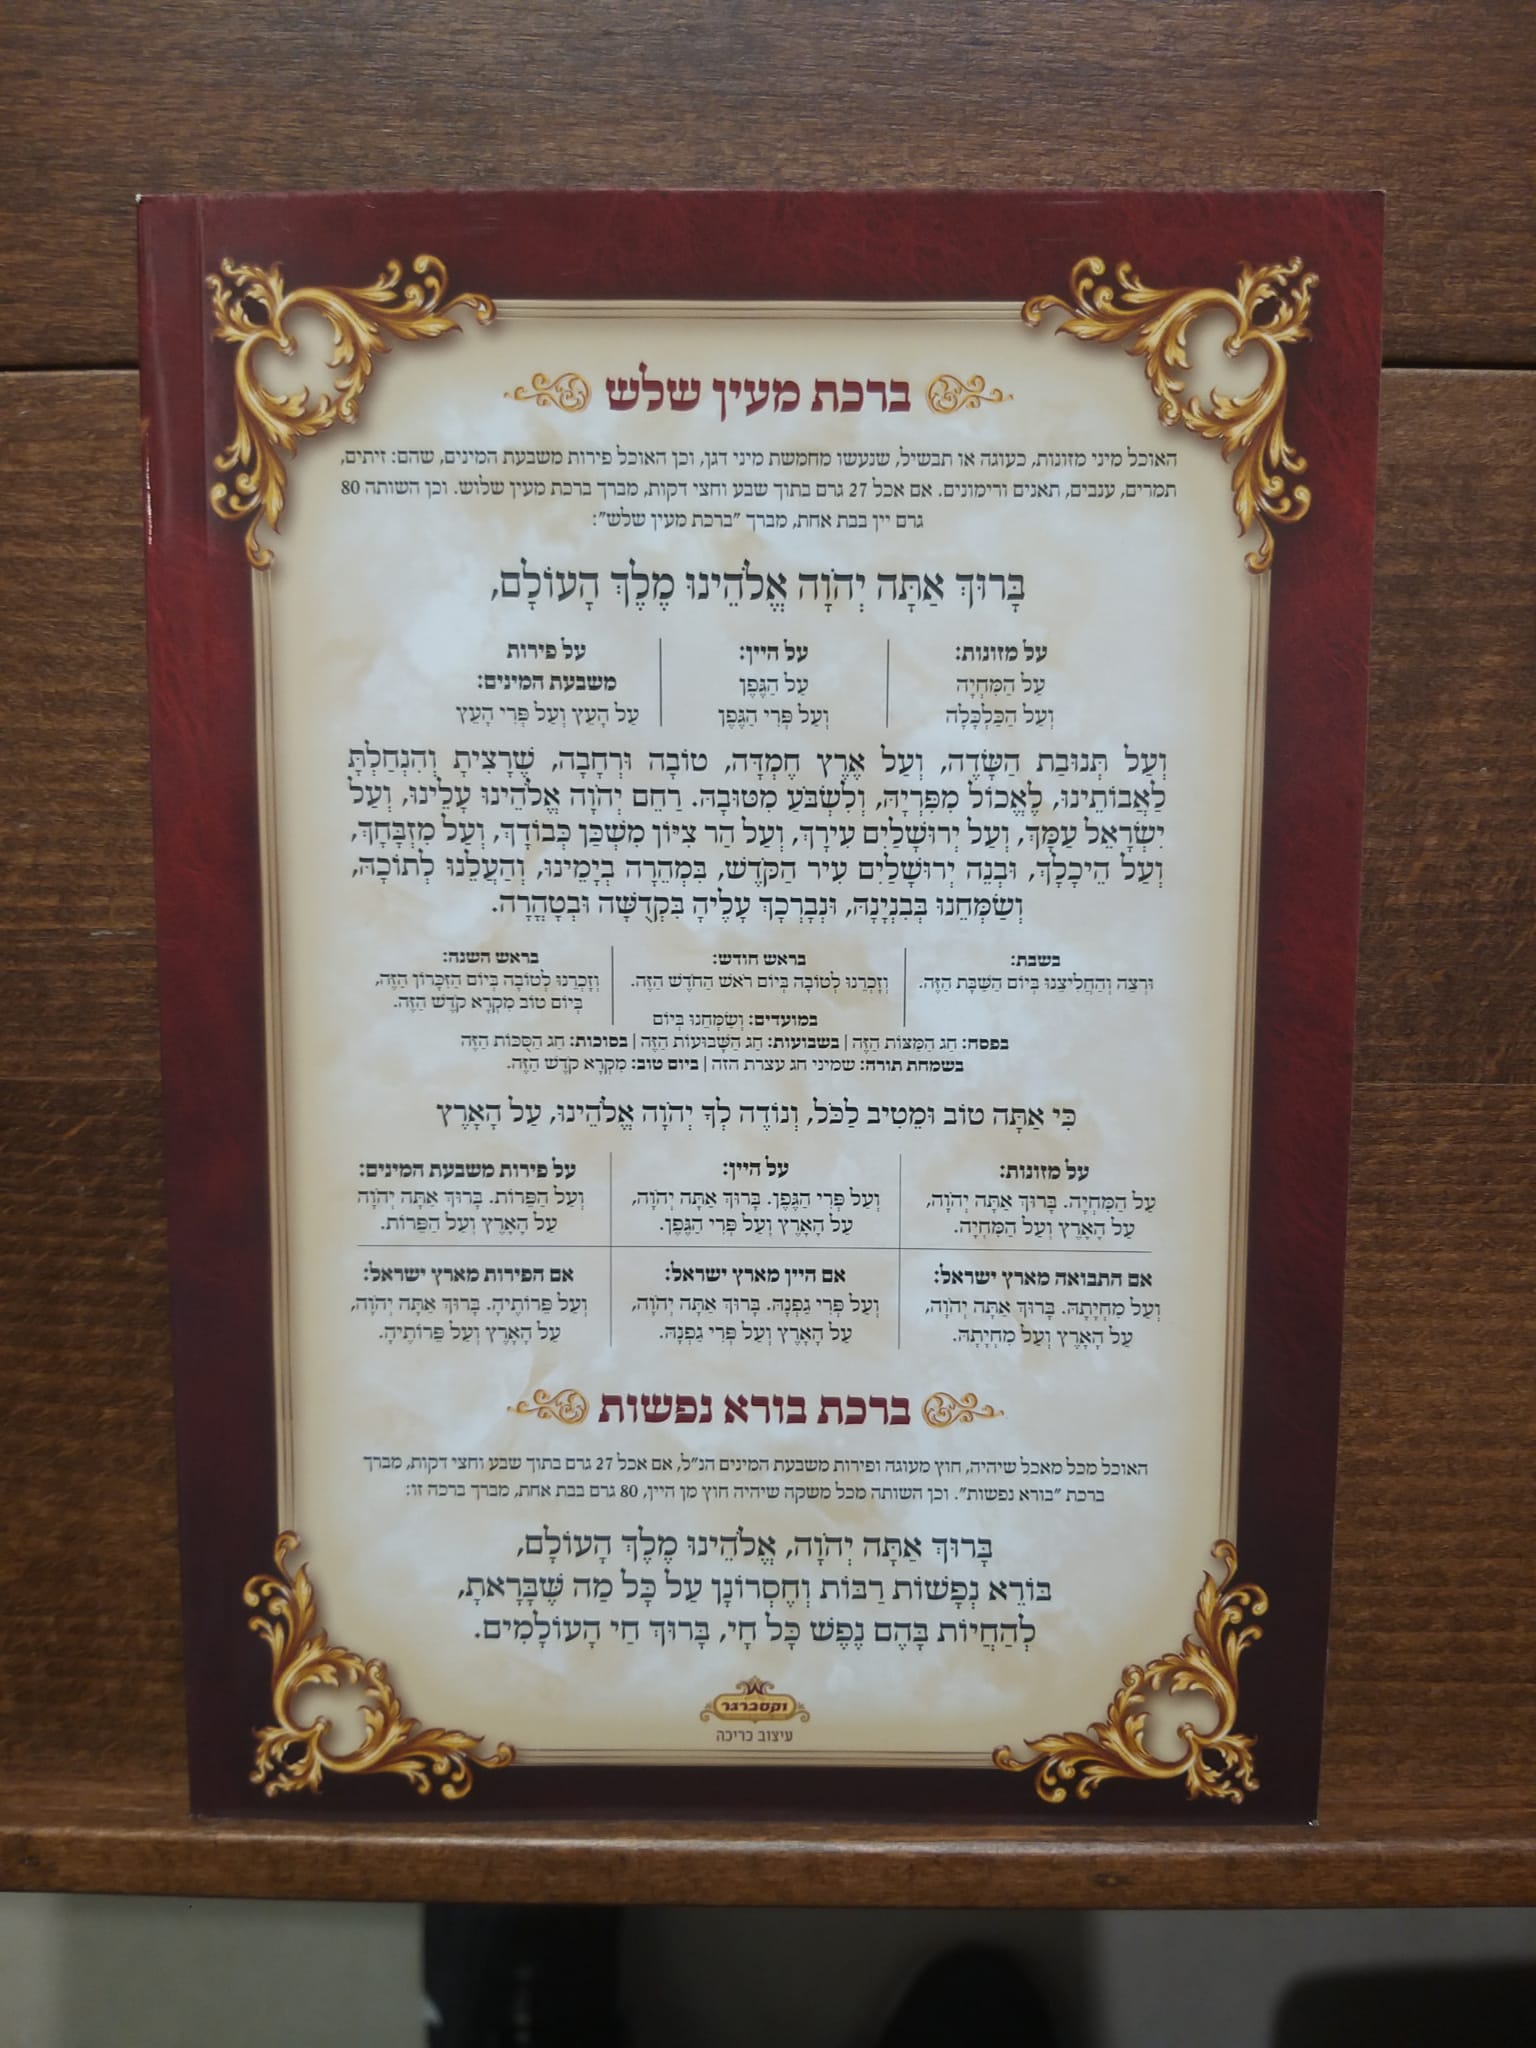 ברכת מעין שלש
האוכל מיני מזונות, כעוגה או תבשיל, שנעשו מחמשת מיני דגן, וכן האוכל פירות משבעת המינים, שהם: זיתים,
תמרים, ענבים, תאנים ורימונים. אם אכל 27 גרם בתוך שבע וחצי דקות, מברך ברכת מעין שלוש. וכן השותה 80
גרם יין בבת אחת, מברך "ברכת מעין שלש":
בָּרוּךְ אַתָּה יְהֹוָה אֱלֹהֵינוּ מֶלֶךְ הָעוֹלָם,
על מזונות:
עַל הַמִּחְיָה
וְעַל הַכַּלְכָּלָה
על היין:
עַל הַגֶּפֶן
וְעַל פְּרִי הַגֶּפֶן
על פירות
משבעת המינים:
עַל הָעֵץ וְעַל פְּרִי הָעֵץ
וְעַל תְּנוּבַת הַשָּׂדֶה, וְעַל אֶרֶץ חֶמְדָּה, טוֹבָה וּרְחָבָה, שֶׁרָצִיתָ וְהִנְחַלְתָּ
לַאֲבוֹתֵינוּ, לֶאֱכוֹל מִפִּרְיָהּ, וְלִשְׂבֹּעַ מִטּוּבָהּ. רַחֵם יְהֹוָה אֱלֹהֵינוּ עָלֵינוּ, וְעַל
יִשְׂרָאֵל עַמָּךְ, וְעַל יְרוּשָׁלַיִם עִירָךְ, וְעַל הַר צִיּוֹן מִשְׁכַּן כְּבוֹדָךְ, וְעַל מִזְבָּחָךְ,
וְעַל הֵיכָלָךְ, וּבְנֵה יְרוּשָׁלַיִם עִיר הַקֹּדֶשׁ, בִּמְהֵרָה בְיָמֵינוּ, וְהַעֲלֵנוּ לְתוֹכָהּ,
וְשַׂמְּחֵנוּ בְּבִנְיָנָהּ, וּנְבָרְכָךְ עָלֶיהָ בִּקְדֻשָּׁה וּבְטָהֳרָה.
בשבת:
וּרְצֵה וְהַחֲלִיצֵנוּ בְּיוֹם הַשַּׁבָּת הַזֶּה.
בראש חודש:
וְזָכְרֵנוּ לְטוֹבָה בְּיוֹם רֹאשׁ הַחֹדֶשׁ הַזֶּה.
בראש השנה:
וְזָכְרֵנוּ לְטוֹבָה בְּיוֹם הַזִּכָּרוֹן הַזֶּה,
בְּיוֹם טוֹב מִקְרָא קֹדֶשׁ הַזֶּה.
במועדים: וְשַׂמְּחֵנוּ בְּיוֹם
בפסח: חַג הַמַּצּוֹת הַזֶּה | בשבועות: חַג הַשָּׁבוּעוֹת הַזֶּה | בסוכות: חַג הַסֻּכּוֹת הַזֶּה
בשמחת תורה: שמיני חג עצרת הזה | ביום טוב: מִקְרָא קֹדֶשׁ הַזֶּה.
כִּי אַתָּה טוֹב וּמֵטִיב לַכֹּל, וְנוֹדֶה לְּךָ יְהֹוָה אֱלֹהֵינוּ, עַל הָאָרֶץ
על מזונות:
עַל הַמִּחְיָה. בָּרוּךְ אַתָּה יְהֹוָה,
עַל הָאָרֶץ וְעַל הַמִּחְיָה.
על היין:
וְעַל פְּרִי הַגֶּפֶן. בָּרוּךְ אַתָּה יְהֹוָה,
עַל הָאָרֶץ וְעַל פְּרִי הַגֶּפֶן.
על פירות משבעת המינים:
וְעַל הַפֵּרוֹת. בָּרוּךְ אַתָּה יְהֹוָה
עַל הָאָרֶץ וְעַל הַפֵּרוֹת.
אם התבואה מארץ ישראל:
וְעַל מִחְיָתָהּ. בָּרוּךְ אַתָּה יְהֹוָה,
עַל הָאָרֶץ וְעַל מִחְיָתָהּ.
אם היין מארץ ישראל:
וְעַל פְּרִי גַפְנָהּ. בָּרוּךְ אַתָּה יְהֹוָה,
עַל הָאָרֶץ וְעַל פְּרִי גַפְנָהּ.
אם הפירות מארץ ישראל:
וְעַל פֵּרוֹתֶיהָ. בָּרוּךְ אַתָּה יְהֹוָה,
עַל הָאָרֶץ וְעַל פֵּרוֹתֶיהָ.
ברכת בורא נפשות
האוכל מכל מאכל שיהיה, חוץ מעוגה ופירות משבעת המינים הנ"ל, אם אכל 27 גרם בתוך שבע וחצי דקות, מברך
ברכת "בורא נפשות". וכן השותה מכל משקה שיהיה חוץ מן היין, 80 גרם בבת אחת, מברך ברכה זו:
בָּרוּךְ אַתָּה יְהֹוָה, אֱלֹהֵינוּ מֶלֶךְ הָעוֹלָם,
בּוֹרֵא נְפָשׁוֹת רַבּוֹת וְחֶסְרוֹנָן עַל כָּל מַה שֶּׁבָּרָאתָ,
לְהַחֲיוֹת בָּהֶם נֶפֶשׁ כָּל חָי, בָּרוּךְ חַי הָעוֹלָמִים.
וקסברגר
עיצוב כריכה